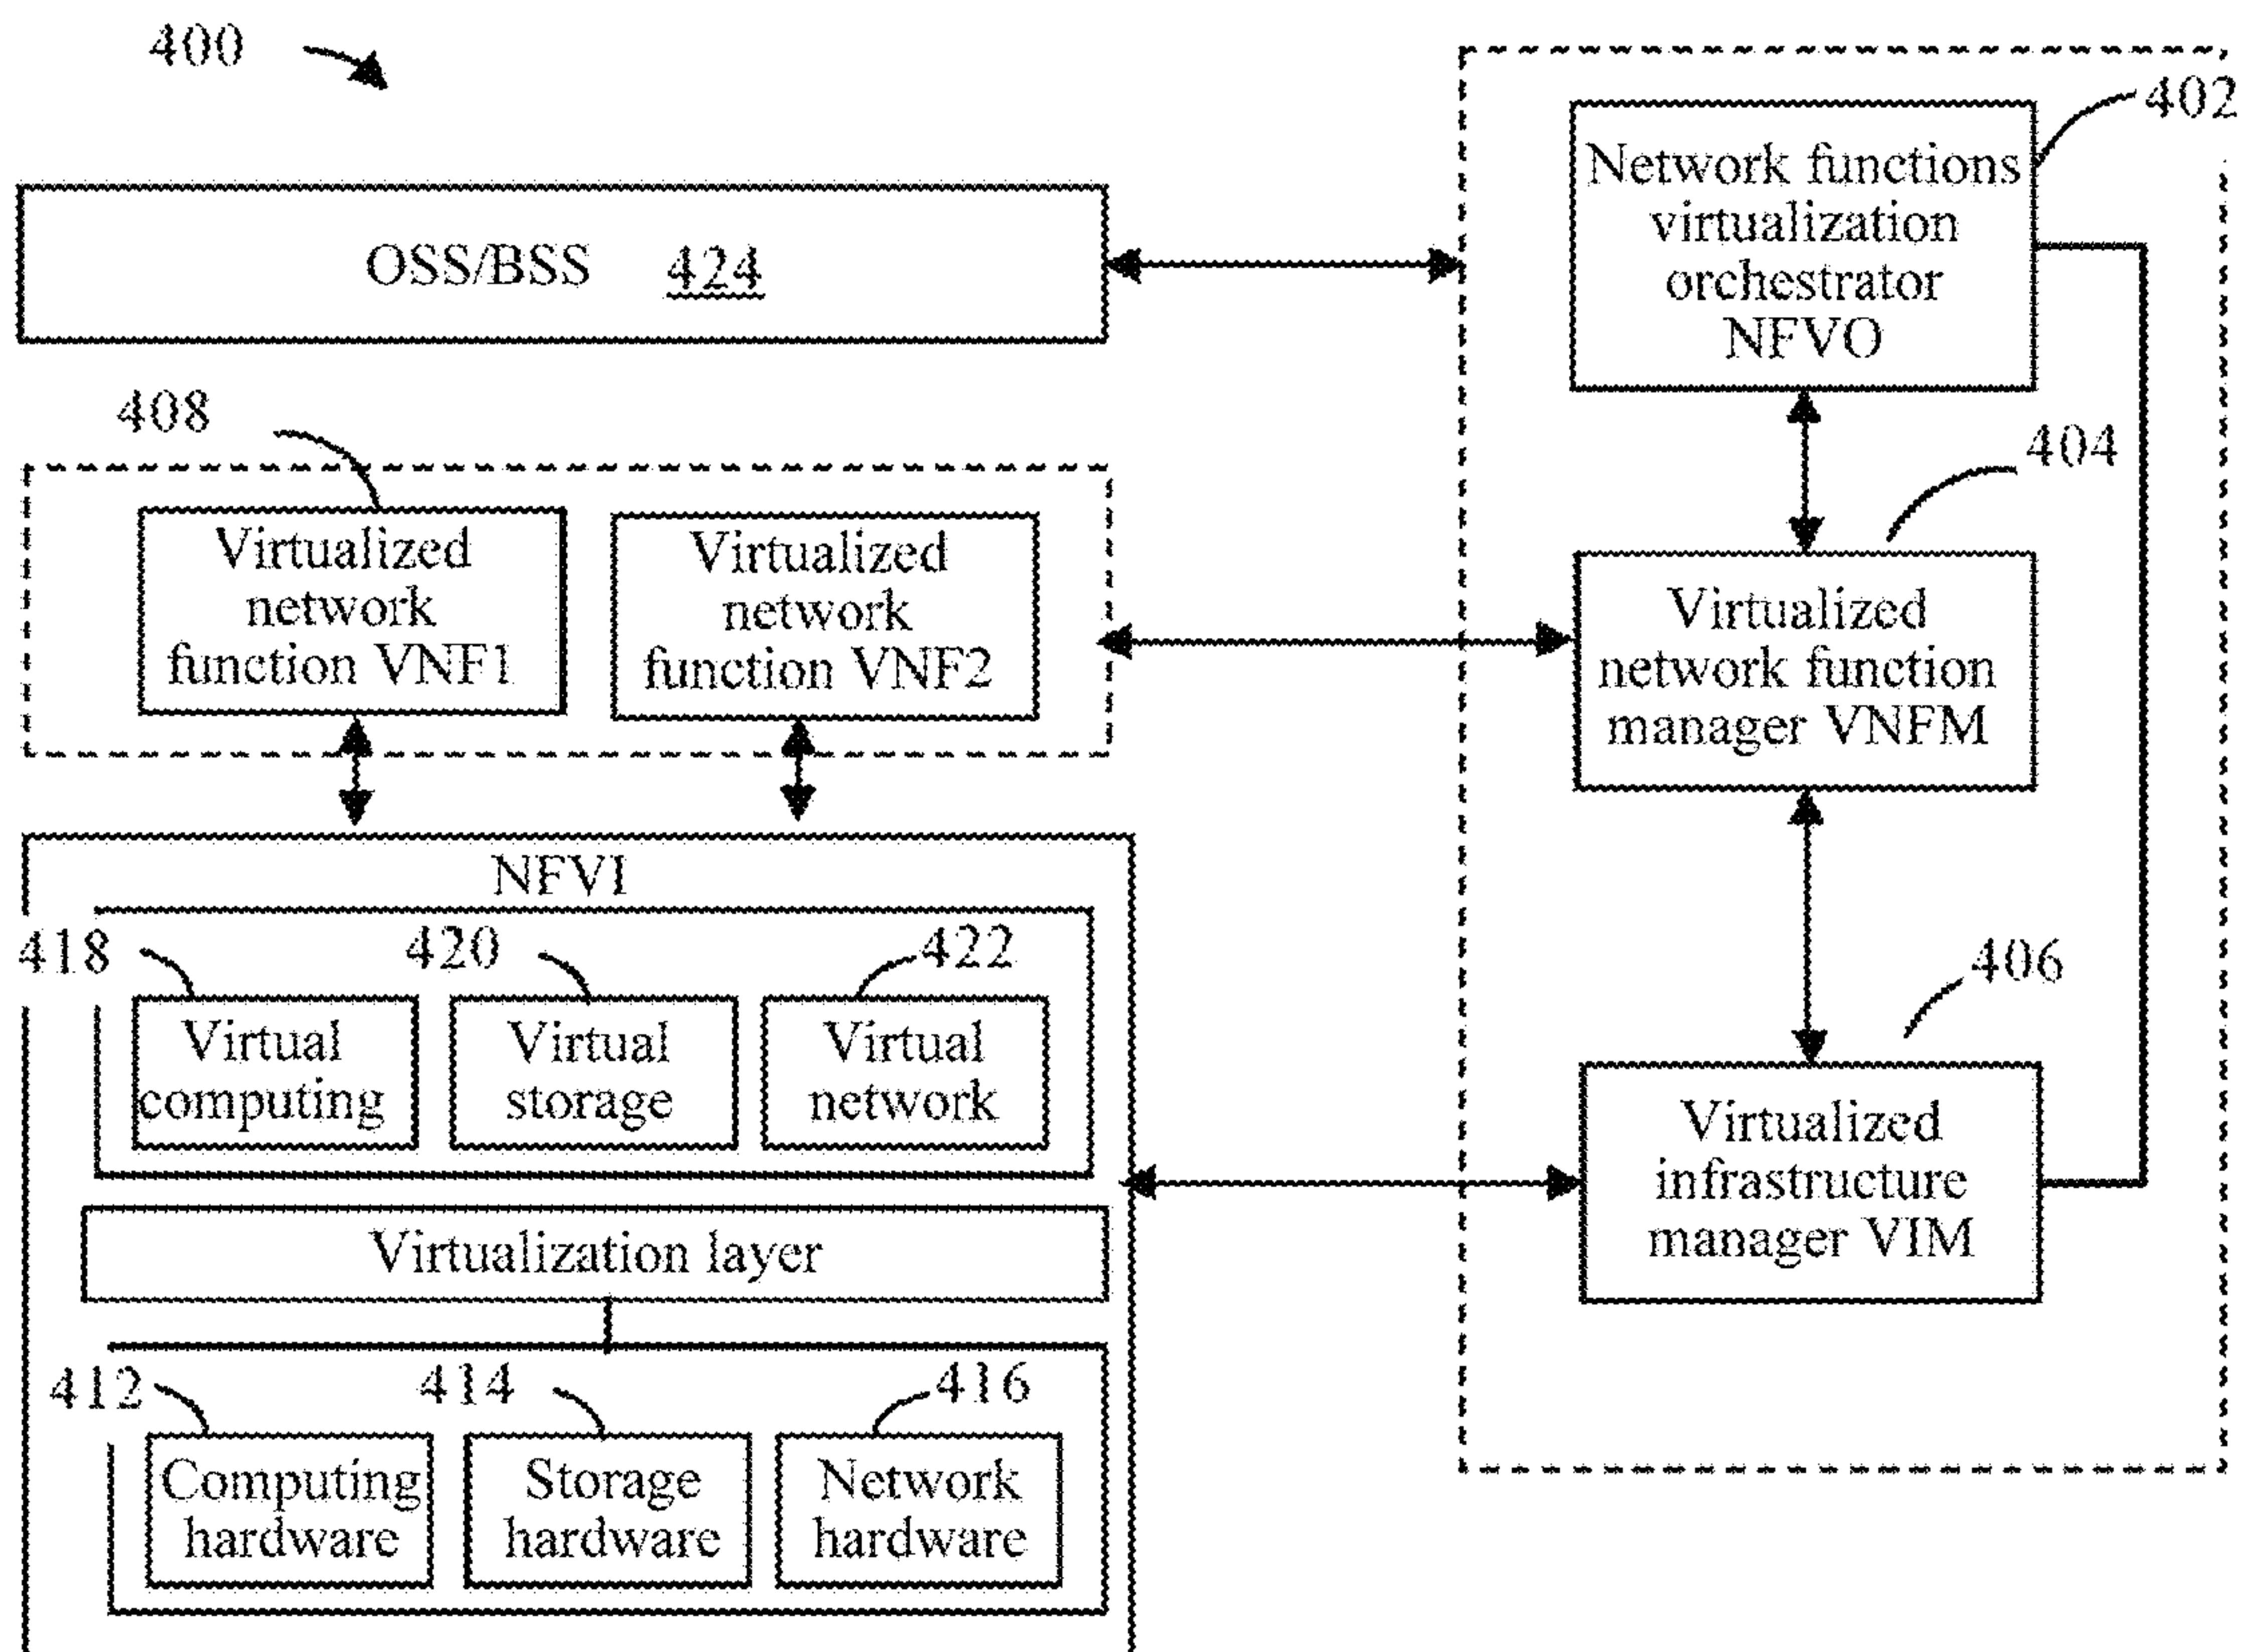 400
402
Network functions
virtualization
orchestrator
NFVO
OSS/BSS 424
408
404
Virtualized
network
function VNF1
Virtualized
network
function VNF2
Virtualized
network function
manager VNFM
NFVI
418
420
422
406
Virtual
computing
Virtual
storage
Virtual
network
Virtualized
infrastructure
manager VIM
Virtualization layer
412
414
416
Computing
hardware
Storage
hardware
Network
hardware